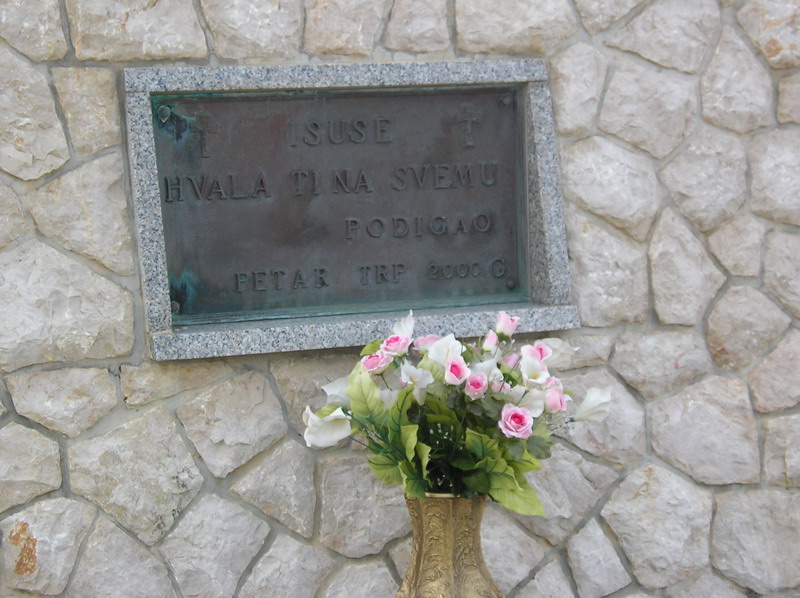 ISUSE
HVALA TI NA SVEMU
PODIGAO
PETAR TRP 2000.G.